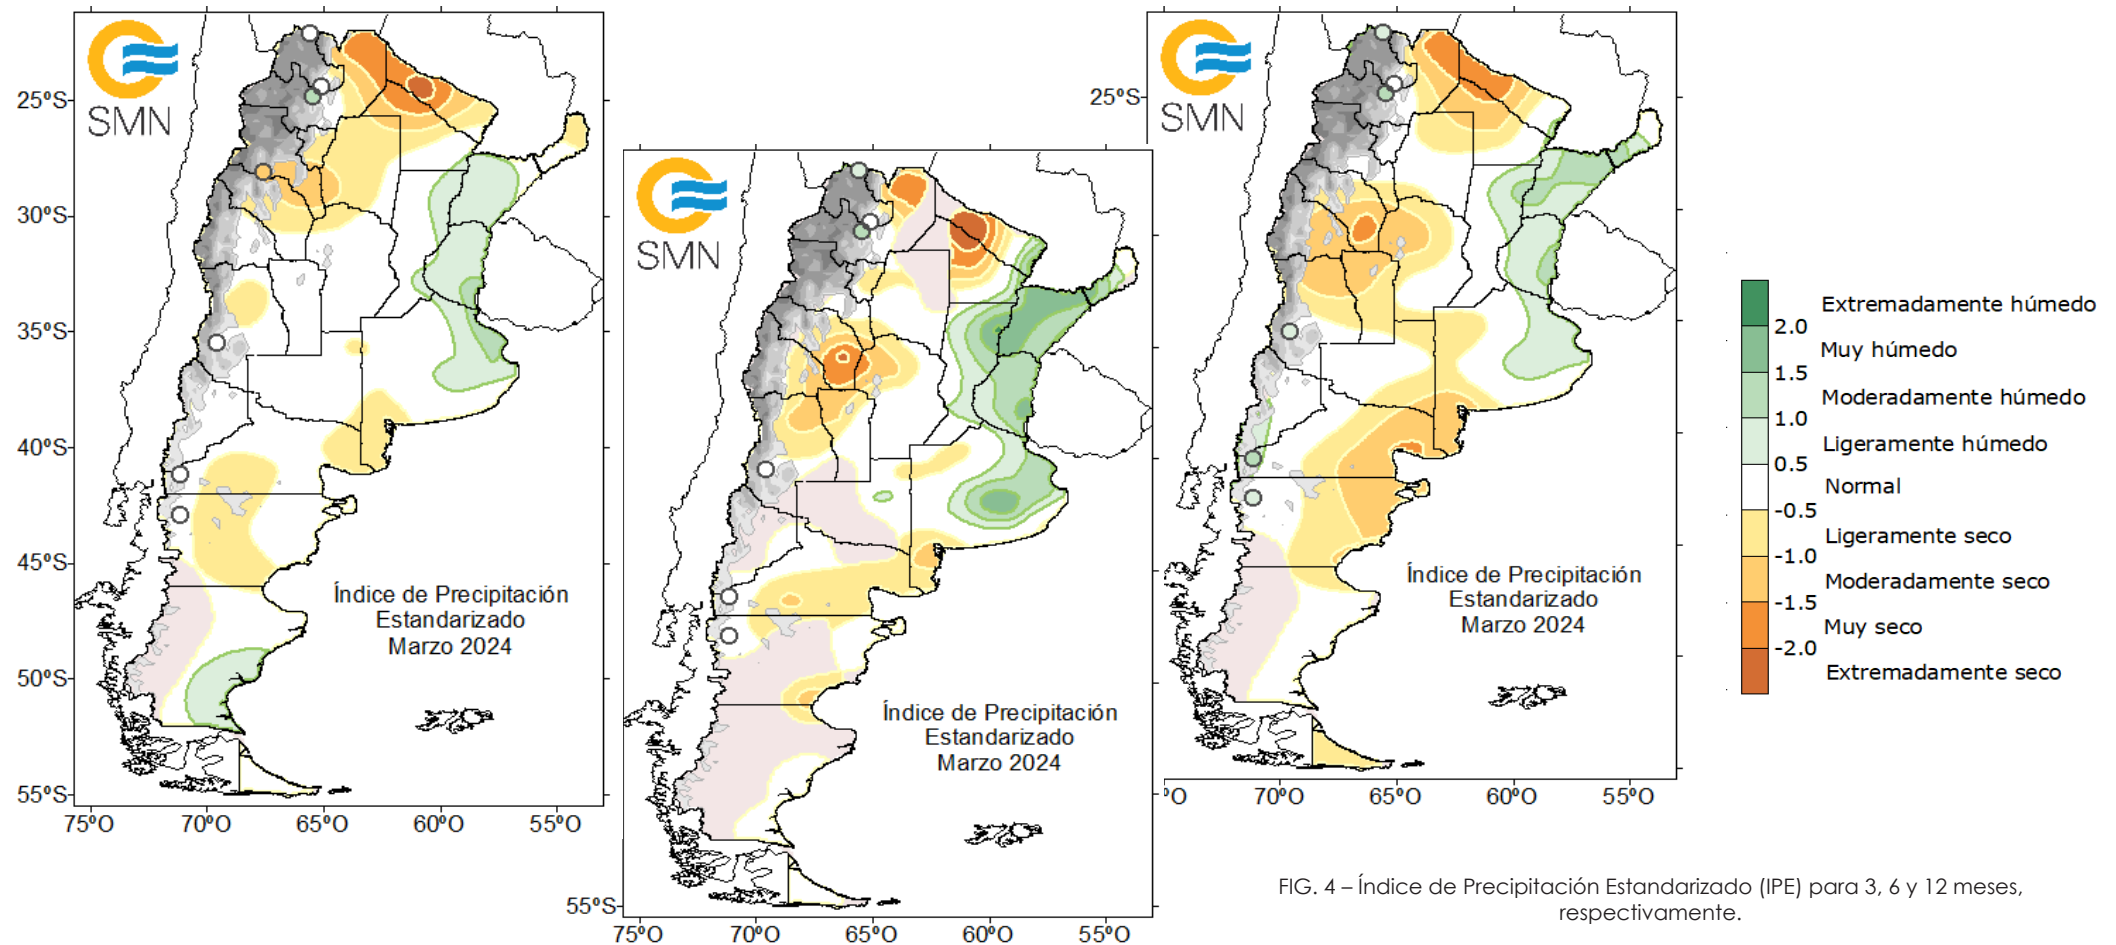 SMN
25°S
30°S
35°S
40°S
45°S
50°S
55°S
75°O
70°O
65°O
60°O
55°O
Índice de Precipitación
Estandarizado
Marzo 2024
SMN
55°S
75°O
70°O
65°O
60°O
55°O
Índice de Precipitación
Estandarizado
Marzo 2024
SMN
25°S
70°O
65°O
60°O
55°O
Índice de Precipitación
Estandarizado
Marzo 2024
Extremadamente húmedo
2.0
Muy húmedo
1.5
Moderadamente húmedo
1.0
Ligeramente húmedo
0.5
Normal
-0.5
Ligeramente seco
-1.0
Moderadamente seco
-1.5
Muy seco
-2.0
Extremadamente seco
FIG. 4 – Índice de Precipitación Estandarizado (IPE) para 3, 6 y 12 meses,
respectivamente.